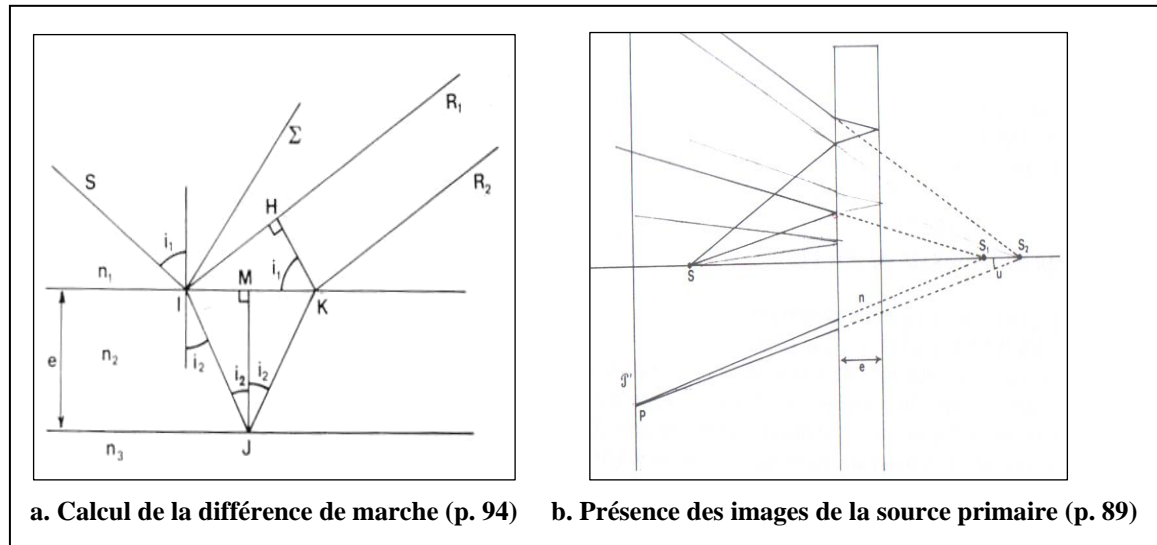 S
i₁
n₁
I
e
n₂
i₂
i₂
i₂
n₃
J
M
K
H
i₁
Σ
R₁
R₂
S
S₁
S₂
u
n
e
𝒫'
P
a. Calcul de la différence de marche (p. 94)
b. Présence des images de la source primaire (p. 89)